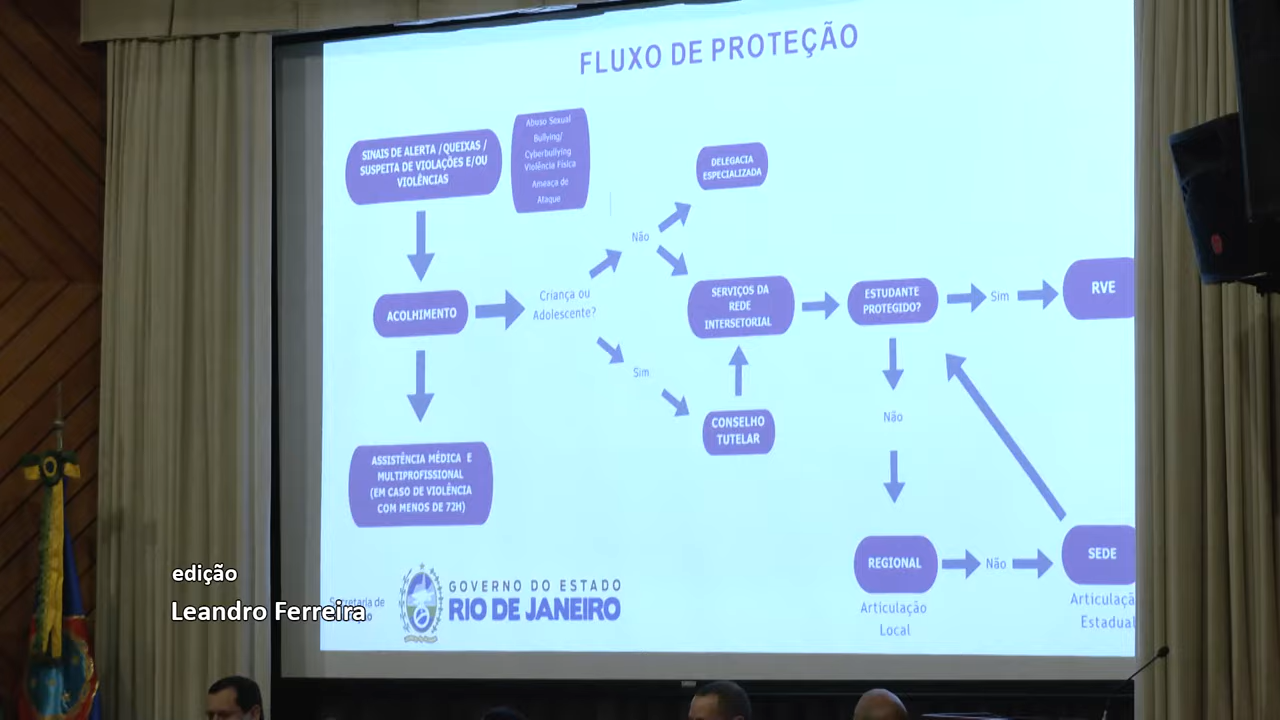 FLUXO DE PROTEÇÃO
SINAIS DE ALERTA /QUEIXAS /
SUSPEITA DE VIOLAÇÕES E/OU
VIOLÊNCIAS
Abuso Sexual
Bullying/
Cyberbullying
Violência Física
Ameaça de
Ataque
DELEGACIA
ESPECIALIZADA
Não
ACOLHIMENTO
Criança ou
Adolescente?
SERVIÇOS DA
REDE
INTERSETORIAL
ESTUDANTE
PROTEGIDO?
Sim
RVE
Sim
CONSELHO
TUTELAR
Não
ASSISTÊNCIA MÉDICA E
MULTIPROFISSIONAL
(EM CASO DE VIOLÊNCIA
COM MENOS DE 72H)
REGIONAL
Não
SEDE
Articulação
Local
Articulaçã
Estadual
edição
Leandro Ferreira
Secretaria de
GOVERNO DO ESTADO
RIO DE JANEIRO